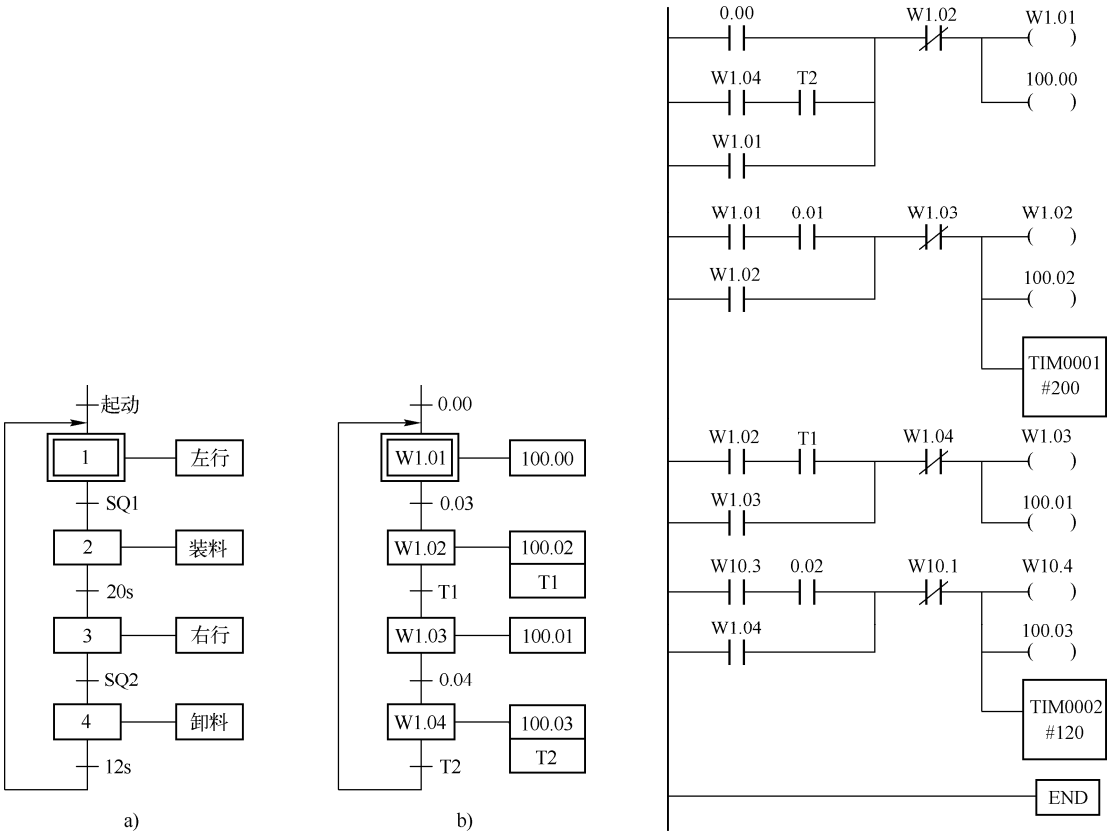 起动
1
左行
SQ1
2
装料
20s
3
右行
SQ2
4
卸料
12s
a)
0.00
W1.01
100.00
0.03
W1.02
100.02
T1
T1
W1.03
100.01
0.04
W1.04
100.03
T2
T2
b)
0.00
W1.02
W1.01
W1.04
T2
100.00
W1.01
W1.01
0.01
W1.03
W1.02
W1.02
100.02
TIM0001
#200
W1.02
T1
W1.04
W1.03
W1.03
100.01
W10.3
0.02
W10.1
W10.4
W1.04
100.03
TIM0002
#120
END